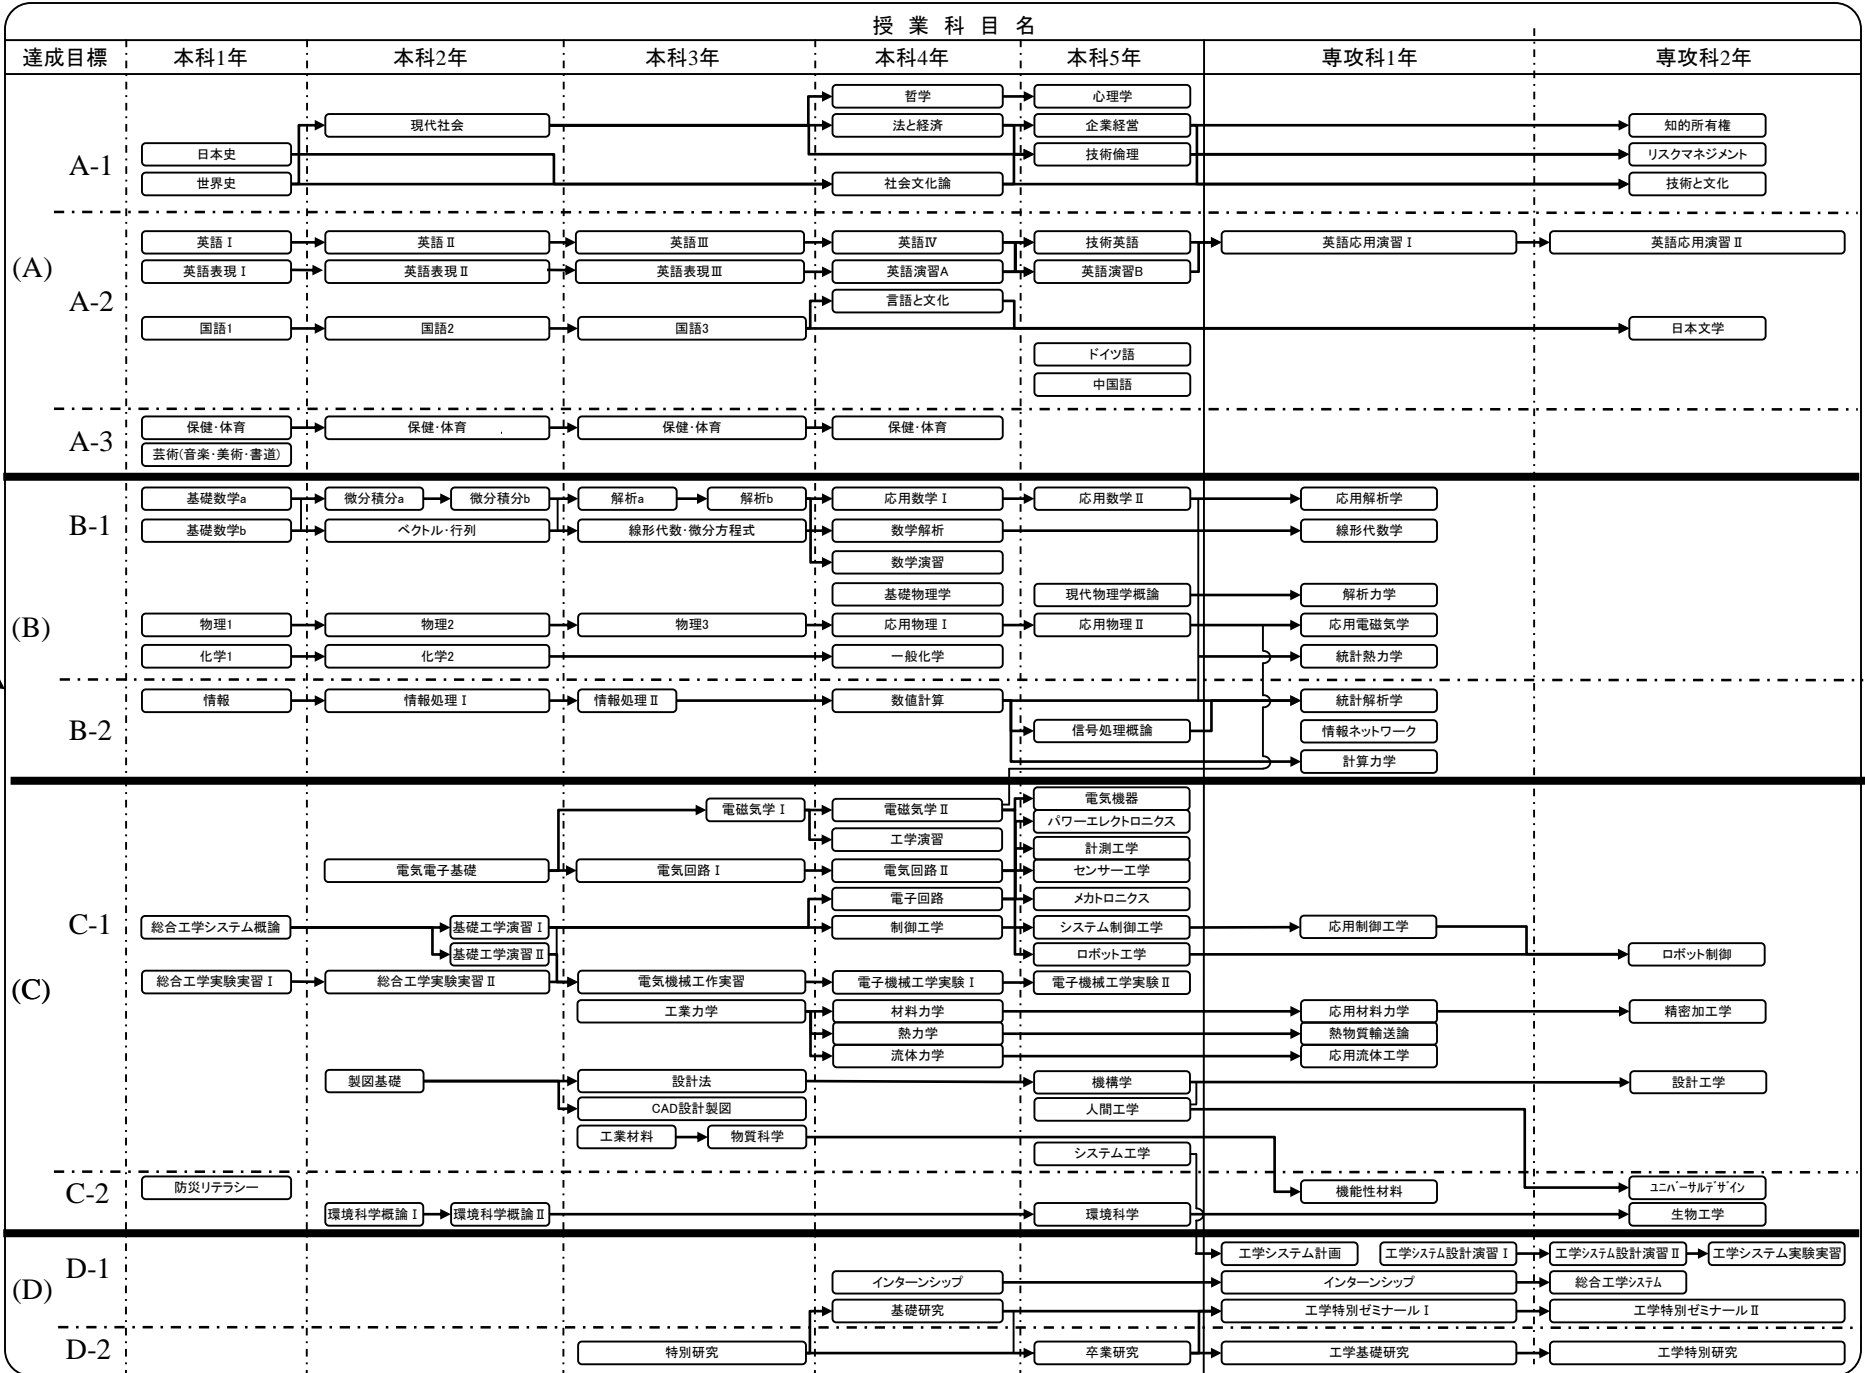 授業科目名
達成目標 本科1年 本科2年 本科3年 本科4年 本科5年 専攻科1年 専攻科2年
哲学 心理学
現代社会 法と経済 企業経営 知的所有権
A-1 日本史 技術倫理 リスクマネジメント
世界史 社会文化論 技術と文化
英語Ⅰ 英語Ⅱ 英語Ⅲ 英語Ⅳ 技術英語 英語応用演習Ⅰ 英語応用演習Ⅱ
(A) 英語表現Ⅰ 英語表現Ⅱ 英語表現Ⅲ 英語演習A 英語演習B
A-2 言語と文化
国語1 国語2 国語3 日本文学
ドイツ語
中国語
A-3 保健・体育 保健・体育 保健・体育 保健・体育
芸術(音楽・美術・書道)
基礎数学a 微分積分a 微分積分b 解析a 解析b 応用数学Ⅰ 応用数学Ⅱ 応用解析学
B-1 基礎数学b ベクトル・行列 線形代数・微分方程式 数学解析 線形代数学
数学演習
基礎物理学 現代物理学概論 解析力学
(B) 物理1 物理2 物理3 応用物理Ⅰ 応用物理Ⅱ 応用電磁気学
化学1 化学2 一般化学 統計熱力学
情報 情報処理Ⅰ 情報処理Ⅱ 数値計算 統計解析学
B-2 信号処理概論 情報ネットワーク
計算力学
電気機器
電磁気学Ⅰ 電磁気学Ⅱ パワーエレクトロニクス
工学演習 計測工学
電気電子基礎 電気回路Ⅰ 電気回路Ⅱ センサー工学
電子回路 メカトロニクス
C-1 総合工学システム概論 基礎工学演習Ⅰ 制御工学 システム制御工学 応用制御工学
基礎工学演習Ⅱ ロボット工学 ロボット制御
(C) 総合工学実験実習Ⅰ 総合工学実験実習Ⅱ 電気機械工作実習 電子機械工学実験Ⅰ 電子機械工学実験Ⅱ
工業力学 材料力学 応用材料力学 精密加工学
熱力学 熱物質輸送論
流体力学 応用流体工学
製図基礎 設計法 機構学 設計工学
CAD設計製図 人間工学
工業材料 物質科学
システム工学
C-2 防災リテラシー 機能性材料 ユニバーサルデザイン
環境科学概論Ⅰ 環境科学概論Ⅱ 環境科学 生物工学
D-1 工学システム計画 工学システム設計演習Ⅰ 工学システム設計演習Ⅱ 工学システム実験実習
(D) インターンシップ インターンシップ 総合工学システム
基礎研究 工学特別ゼミナールⅠ 工学特別ゼミナールⅡ
D-2 特別研究 卒業研究 工学基礎研究 工学特別研究